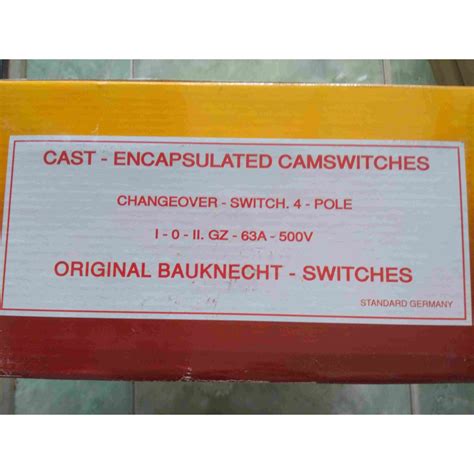 CAST - ENCAPSULATED CAMSWITCHES
CHANGEOVER - SWITCH. 4 - POLE
I - 0 - II. GZ - 63A - 500V
ORIGINAL BAUKNECHT - SWITCHES
STANDARD GERMANY